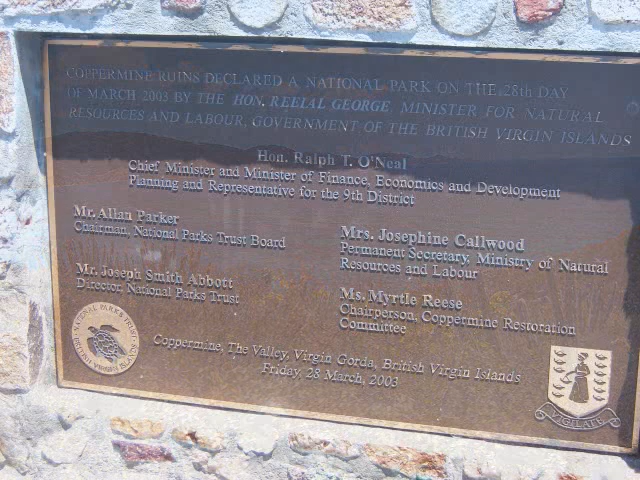 COPPERMINE RUINS DECLARED A NATIONAL PARK ON THE 28th DAY
OF MARCH 2003 BY THE HON. REEIAL GEORGE, MINISTER FOR NATURAL
RESOURCES AND LABOUR, GOVERNMENT OF THE BRITISH VIRGIN ISLANDS
Hon. Ralph T. O'Neal
Chief Minister and Minister of Finance, Economics and Development
Planning and Representative for the 9th District
Mr. Allan Parker
Chairman, National Parks Trust Board
Mrs. Josephine Callwood
Permanent Secretary, Ministry of Natural
Resources and Labour
Mr. Joseph Smith Abbott
Director, National Parks Trust
Ms. Myrtle Reese
Chairperson, Coppermine Restoration
Committee
Coppermine, The Valley, Virgin Gorda, British Virgin Islands
Friday, 28 March, 2003
NATIONAL PARKS TRUST
VIRGIN ISLANDS
VIGILATE